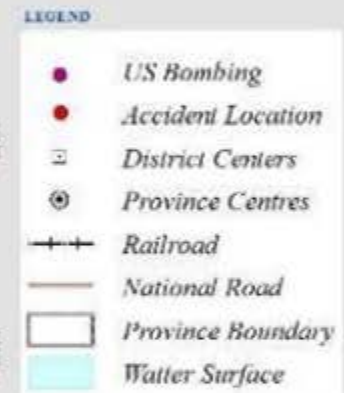 LEGEND
US Bombing
Accident Location
District Centers
Province Centres
Railroad
National Road
Province Boundary
Watter Surface